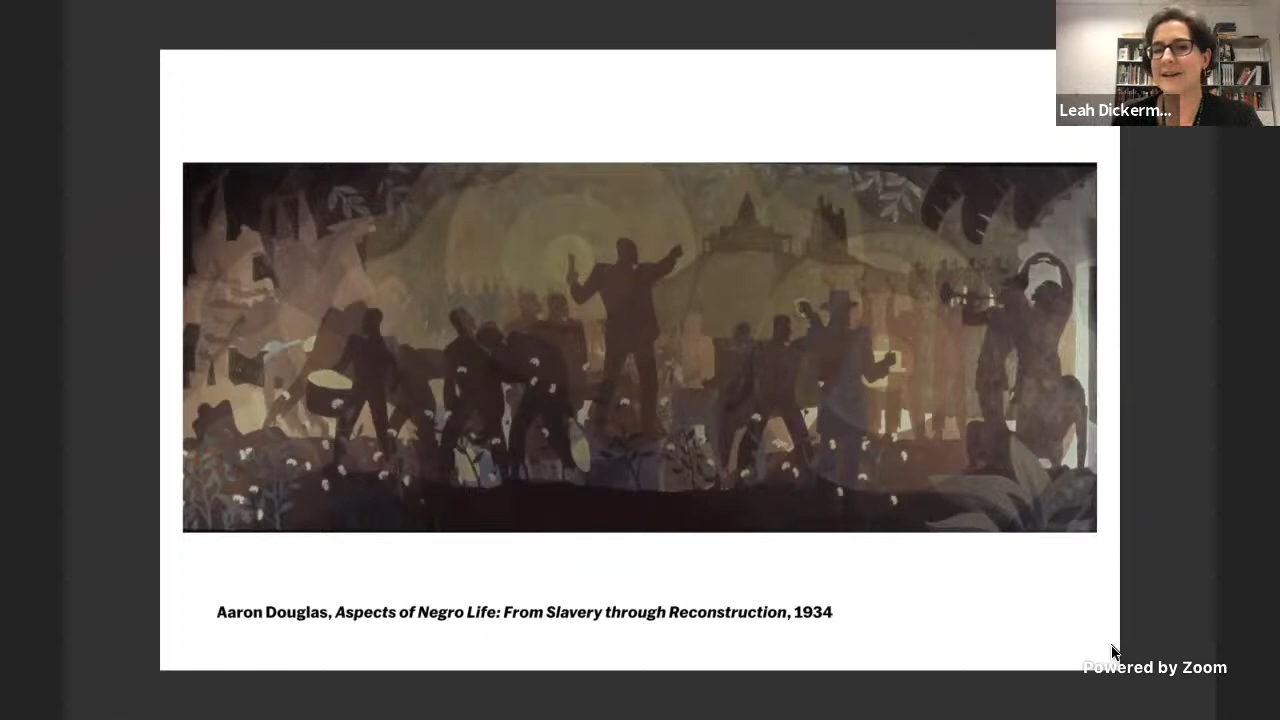 Leah Dickerm...
Aaron Douglas, Aspects of Negro Life: From Slavery through Reconstruction, 1934
Powered by Zoom